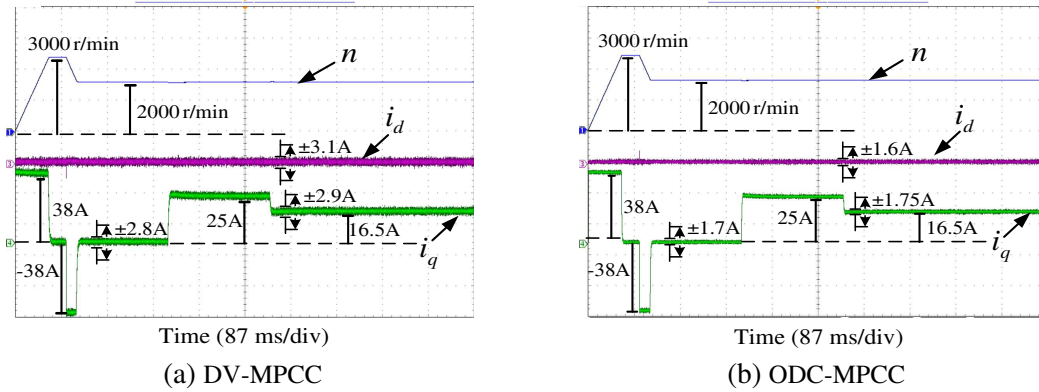 3000 r/min
n
2000 r/min
i_d
±3.1A
±2.9A
38A
±2.8A
25A
16.5A
i_q
-38A
Time (87 ms/div)
(a) DV-MPCC
3000 r/min
n
2000 r/min
i_d
±1.6A
±1.75A
38A
±1.7A
25A
16.5A
i_q
-38A
Time (87 ms/div)
(b) ODC-MPCC